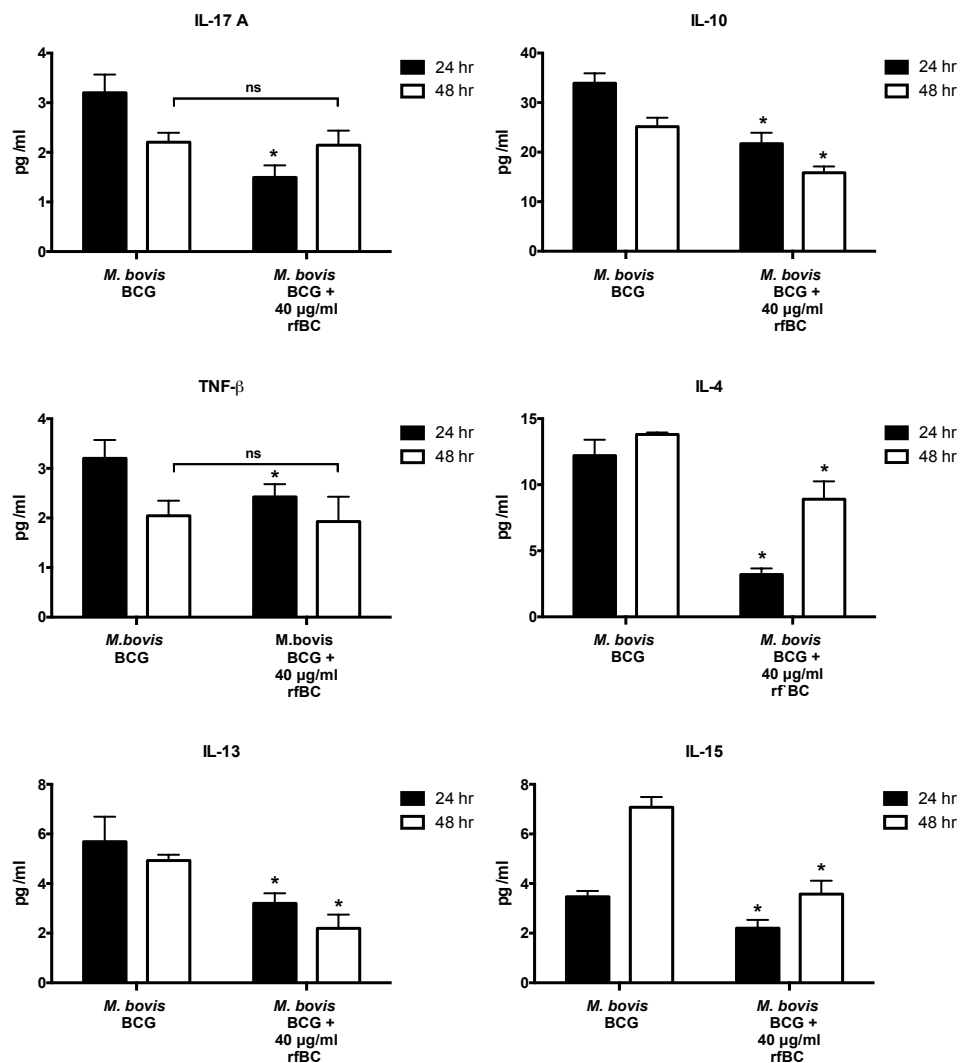 IL-17 A
4
3
2
1
0
pg /ml
ns
*
24 hr
48 hr
M. bovis
BCG
M. bovis
BCG +
40 µg/ml
rfBC
IL-10
40
30
20
10
0
pg /ml
*
*
24 hr
48 hr
M. bovis
BCG
M. bovis
BCG +
40 µg/ml
rfBC
TNF-β
4
3
2
1
0
pg /ml
ns
*
24 hr
48 hr
M.bovis
BCG
M.bovis
BCG +
40 µg/ml
rfBC
IL-4
15
10
5
0
pg /ml
*
*
24 hr
48 hr
M. bovis
BCG
M. bovis
BCG +
40 µg/ml
rf`BC
IL-13
8
6
4
2
0
pg /ml
*
*
24 hr
48 hr
M. bovis
BCG
M. bovis
BCG +
40 µg/ml
rfBC
IL-15
8
6
4
2
0
pg /ml
*
*
24 hr
48 hr
M. bovis
BCG
M. bovis
BCG +
40 µg/ml
rfBC